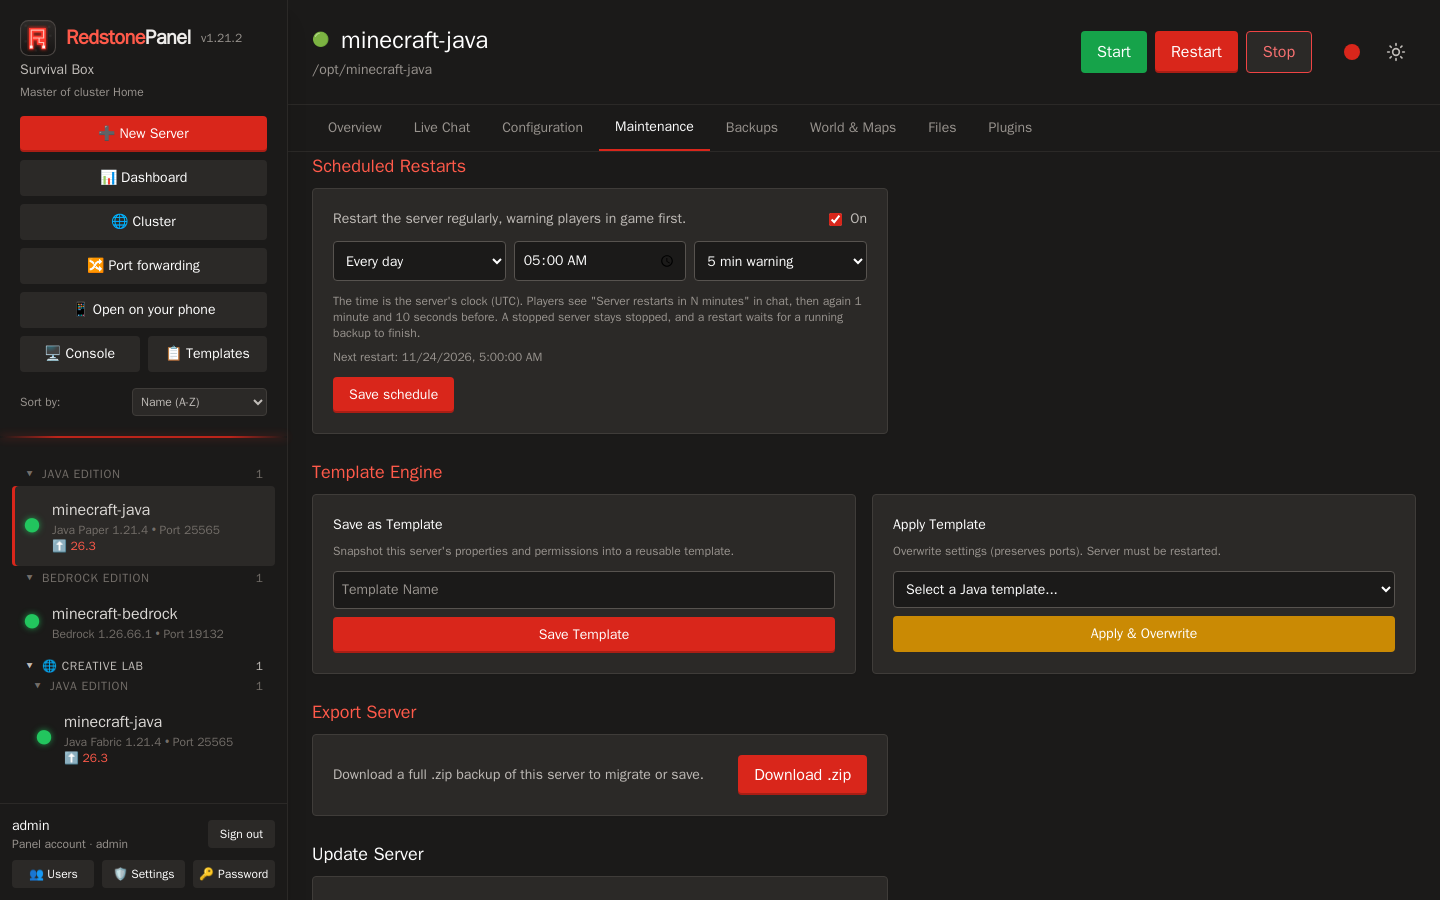 RedstonePanel v1.21.2
Survival Box
Master of cluster Home
➕ New Server
📊 Dashboard
🌐 Cluster
🔀 Port forwarding
📱 Open on your phone
🖥️ Console
📋 Templates
Sort by:
Name (A-Z)
▼ JAVA EDITION 1
minecraft-java
Java Paper 1.21.4 • Port 25565
⬆️ 26.3
▼ BEDROCK EDITION 1
minecraft-bedrock
Bedrock 1.26.66.1 • Port 19132
▼ 🌐 CREATIVE LAB 1
▼ JAVA EDITION 1
minecraft-java
Java Fabric 1.21.4 • Port 25565
⬆️ 26.3
admin
Panel account · admin
Sign out
👥 Users
🛡️ Settings
🔑 Password
minecraft-java
/opt/minecraft-java
Start
Restart
Stop
Overview
Live Chat
Configuration
Maintenance
Backups
World & Maps
Files
Plugins
Scheduled Restarts
Restart the server regularly, warning players in game first.
On
Every day
05:00 AM
5 min warning
The time is the server's clock (UTC). Players see "Server restarts in N minutes" in chat, then again 1
minute and 10 seconds before. A stopped server stays stopped, and a restart waits for a running
backup to finish.
Next restart: 11/24/2026, 5:00:00 AM
Save schedule
Template Engine
Save as Template
Snapshot this server's properties and permissions into a reusable template.
Template Name
Save Template
Apply Template
Overwrite settings (preserves ports). Server must be restarted.
Select a Java template...
Apply & Overwrite
Export Server
Download a full .zip backup of this server to migrate or save.
Download .zip
Update Server